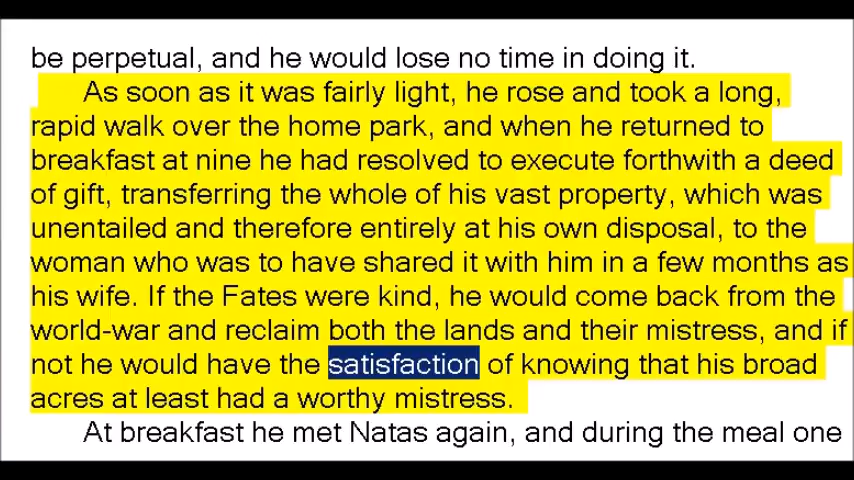 be perpetual, and he would lose no time in doing it.
As soon as it was fairly light, he rose and took a long,
rapid walk over the home park, and when he returned to
breakfast at nine he had resolved to execute forthwith a deed
of gift, transferring the whole of his vast property, which was
unentailed and therefore entirely at his own disposal, to the
woman who was to have shared it with him in a few months as
his wife. If the Fates were kind, he would come back from the
world-war and reclaim both the lands and their mistress, and if
not he would have the satisfaction of knowing that his broad
acres at least had a worthy mistress.
At breakfast he met Natas again, and during the meal one